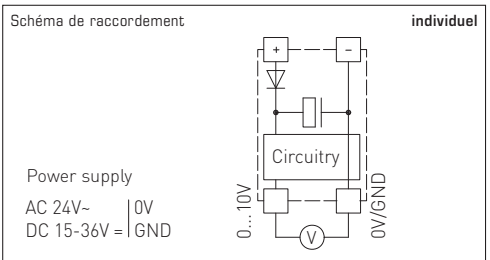 Schéma de raccordement
individuel
+ −
Circuitry
Power supply
AC 24V~ 0V
DC 15-36V = GND
0...10V
0V/GND
V